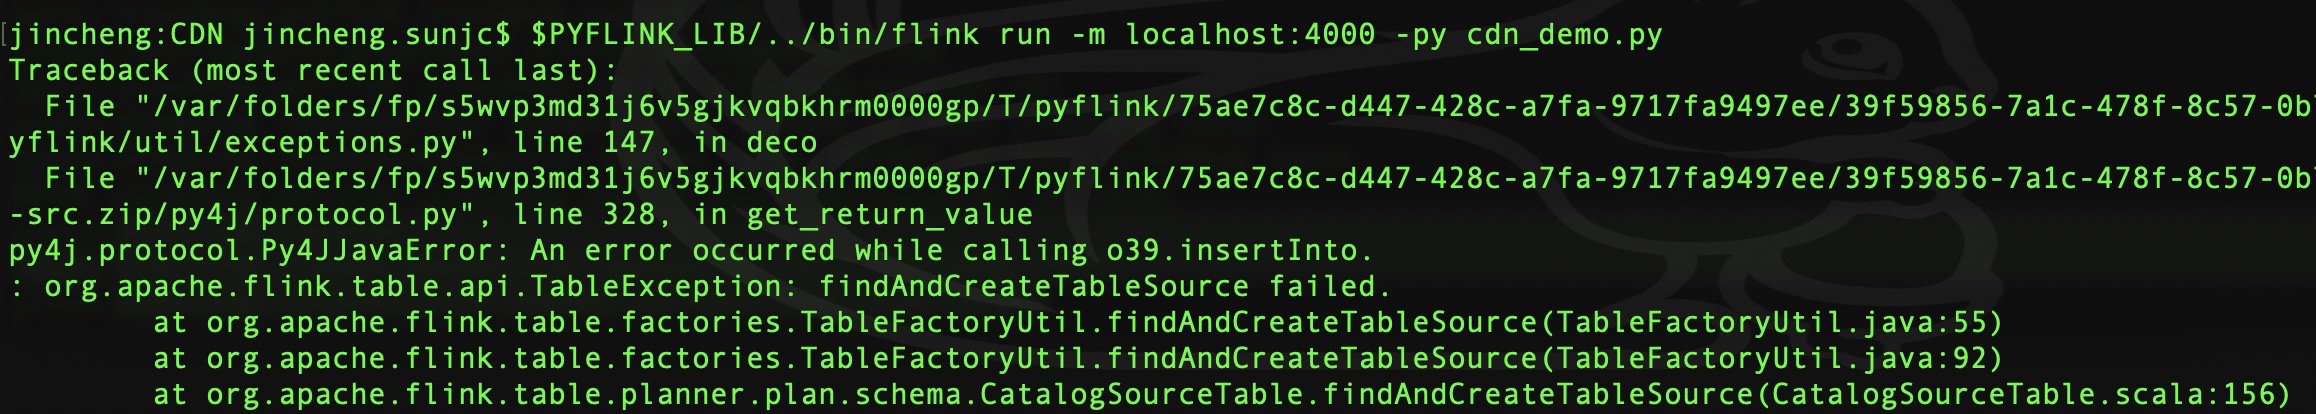 jincheng:CDN jincheng.sunjc$ $PYFLINK_LIB/../bin/flink run -m localhost:4000 -py cdn_demo.py
Traceback (most recent call last):
  File "/var/folders/fp/s5wvp3md31j6v5gjkvqbkhrm0000gp/T/pyflink/75ae7c8c-d447-428c-a7fa-9717fa9497ee/39f59856-7a1c-478f-8c57-0b
yflink/util/exceptions.py", line 147, in deco
  File "/var/folders/fp/s5wvp3md31j6v5gjkvqbkhrm0000gp/T/pyflink/75ae7c8c-d447-428c-a7fa-9717fa9497ee/39f59856-7a1c-478f-8c57-0b
-src.zip/py4j/protocol.py", line 328, in get_return_value
py4j.protocol.Py4JJavaError: An error occurred while calling o39.insertInto.
: org.apache.flink.table.api.TableException: findAndCreateTableSource failed.
        at org.apache.flink.table.factories.TableFactoryUtil.findAndCreateTableSource(TableFactoryUtil.java:55)
        at org.apache.flink.table.factories.TableFactoryUtil.findAndCreateTableSource(TableFactoryUtil.java:92)
        at org.apache.flink.table.planner.plan.schema.CatalogSourceTable.findAndCreateTableSource(CatalogSourceTable.scala:156)